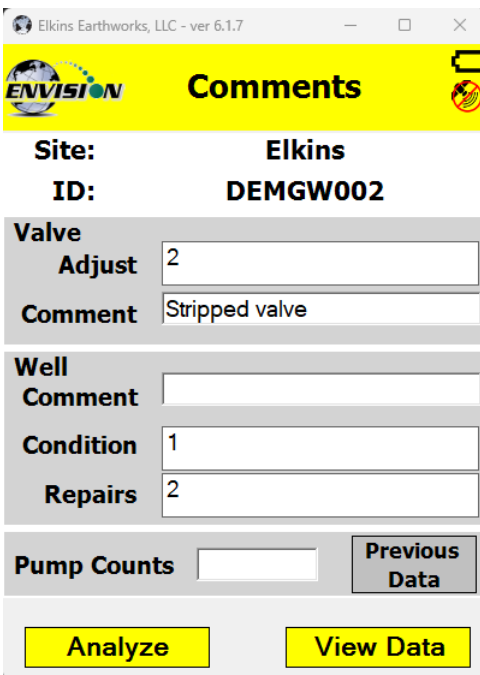 Elkins Earthworks, LLC - ver 6.1.7
ENVISION
Comments
Site: Elkins
ID: DEMGW002
Valve
Adjust 2
Comment Stripped valve
Well
Comment
Condition 1
Repairs 2
Pump Counts
Previous
Data
Analyze
View Data